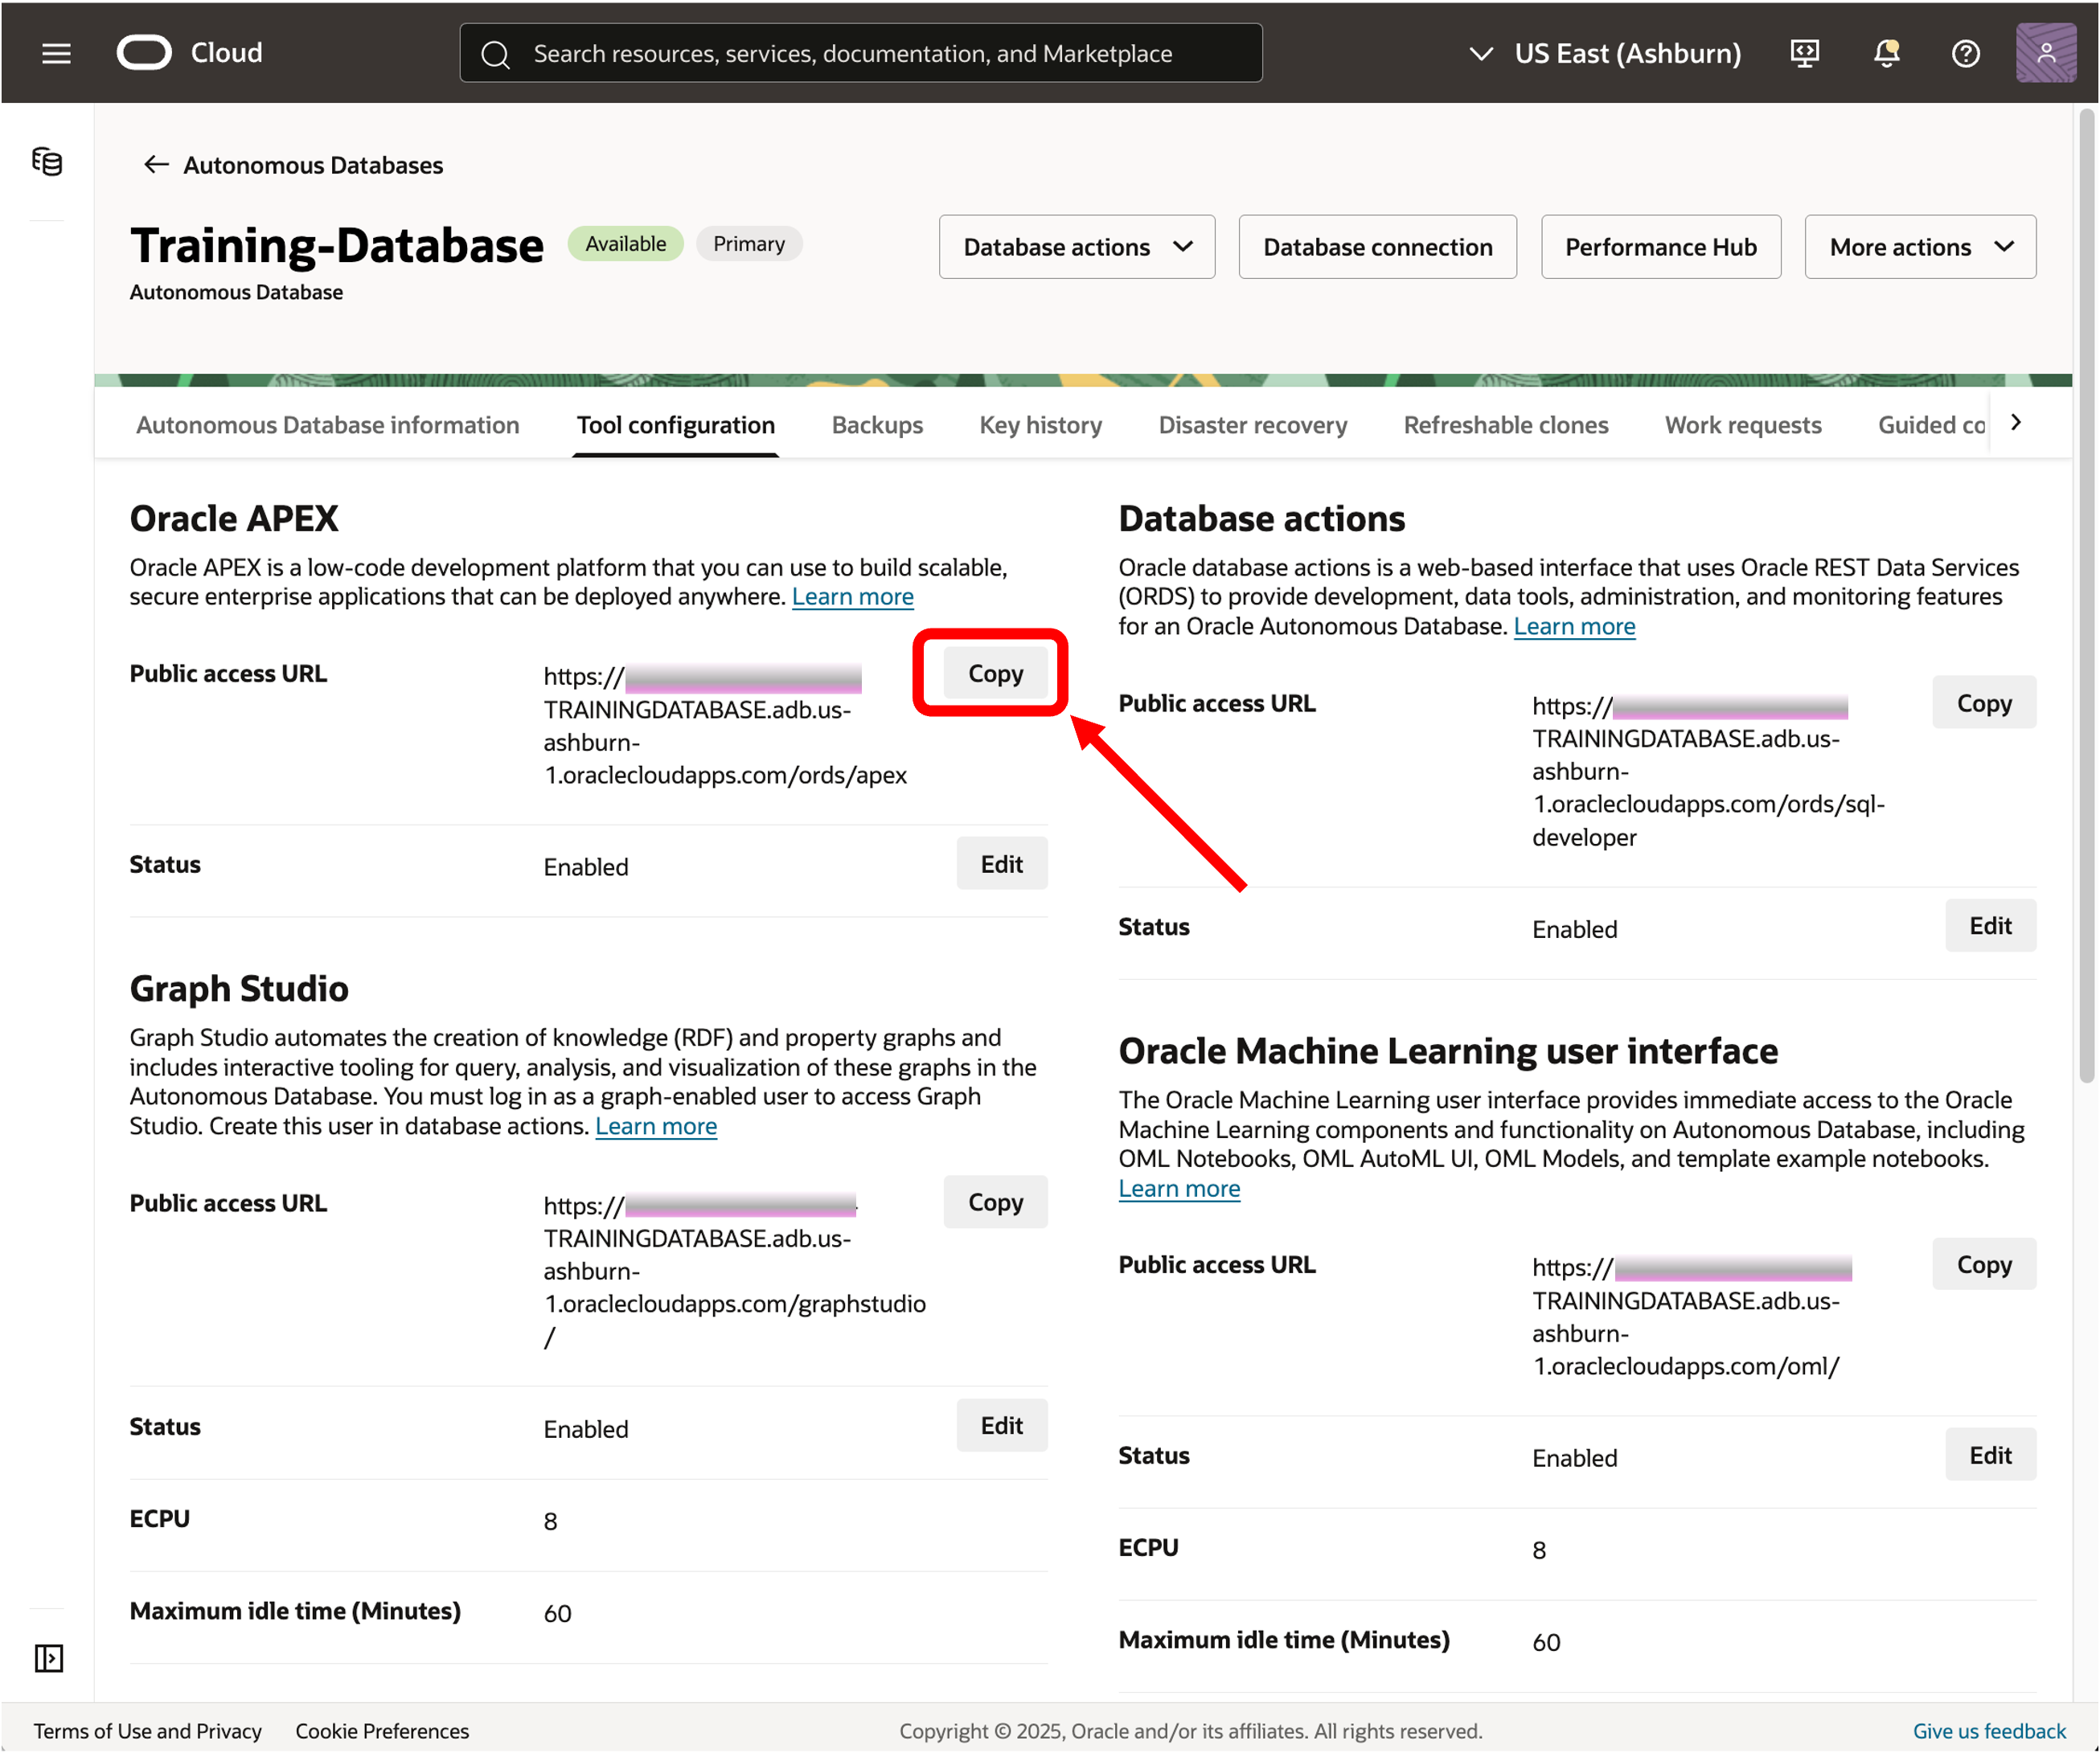 Cloud
Search resources, services, documentation, and Marketplace
US East (Ashburn)
Autonomous Databases
Training-Database
Available
Primary
Autonomous Database
Database actions
Database connection
Performance Hub
More actions
Autonomous Database information
Tool configuration
Backups
Key history
Disaster recovery
Refreshable clones
Work requests
Guided co
Oracle APEX
Oracle APEX is a low-code development platform that you can use to build scalable,
secure enterprise applications that can be deployed anywhere. Learn more
Public access URL
https://
TRAININGDATABASE.adb.us-
ashburn-
1.oraclecloudapps.com/ords/apex
Copy
Status
Enabled
Edit
Graph Studio
Graph Studio automates the creation of knowledge (RDF) and property graphs and
includes interactive tooling for query, analysis, and visualization of these graphs in the
Autonomous Database. You must log in as a graph-enabled user to access Graph
Studio. Create this user in database actions. Learn more
Public access URL
https://
TRAININGDATABASE.adb.us-
ashburn-
1.oraclecloudapps.com/graphstudio
/
Copy
Status
Enabled
Edit
ECPU
8
Maximum idle time (Minutes)
60
Database actions
Oracle database actions is a web-based interface that uses Oracle REST Data Services
(ORDS) to provide development, data tools, administration, and monitoring features
for an Oracle Autonomous Database. Learn more
Public access URL
https://
TRAININGDATABASE.adb.us-
ashburn-
1.oraclecloudapps.com/ords/sql-
developer
Copy
Status
Enabled
Edit
Oracle Machine Learning user interface
The Oracle Machine Learning user interface provides immediate access to the Oracle
Machine Learning components and functionality on Autonomous Database, including
OML Notebooks, OML AutoML UI, OML Models, and template example notebooks.
Learn more
Public access URL
https://
TRAININGDATABASE.adb.us-
ashburn-
1.oraclecloudapps.com/oml/
Copy
Status
Enabled
Edit
ECPU
8
Maximum idle time (Minutes)
60
Terms of Use and Privacy
Cookie Preferences
Copyright © 2025, Oracle and/or its affiliates. All rights reserved.
Give us feedback